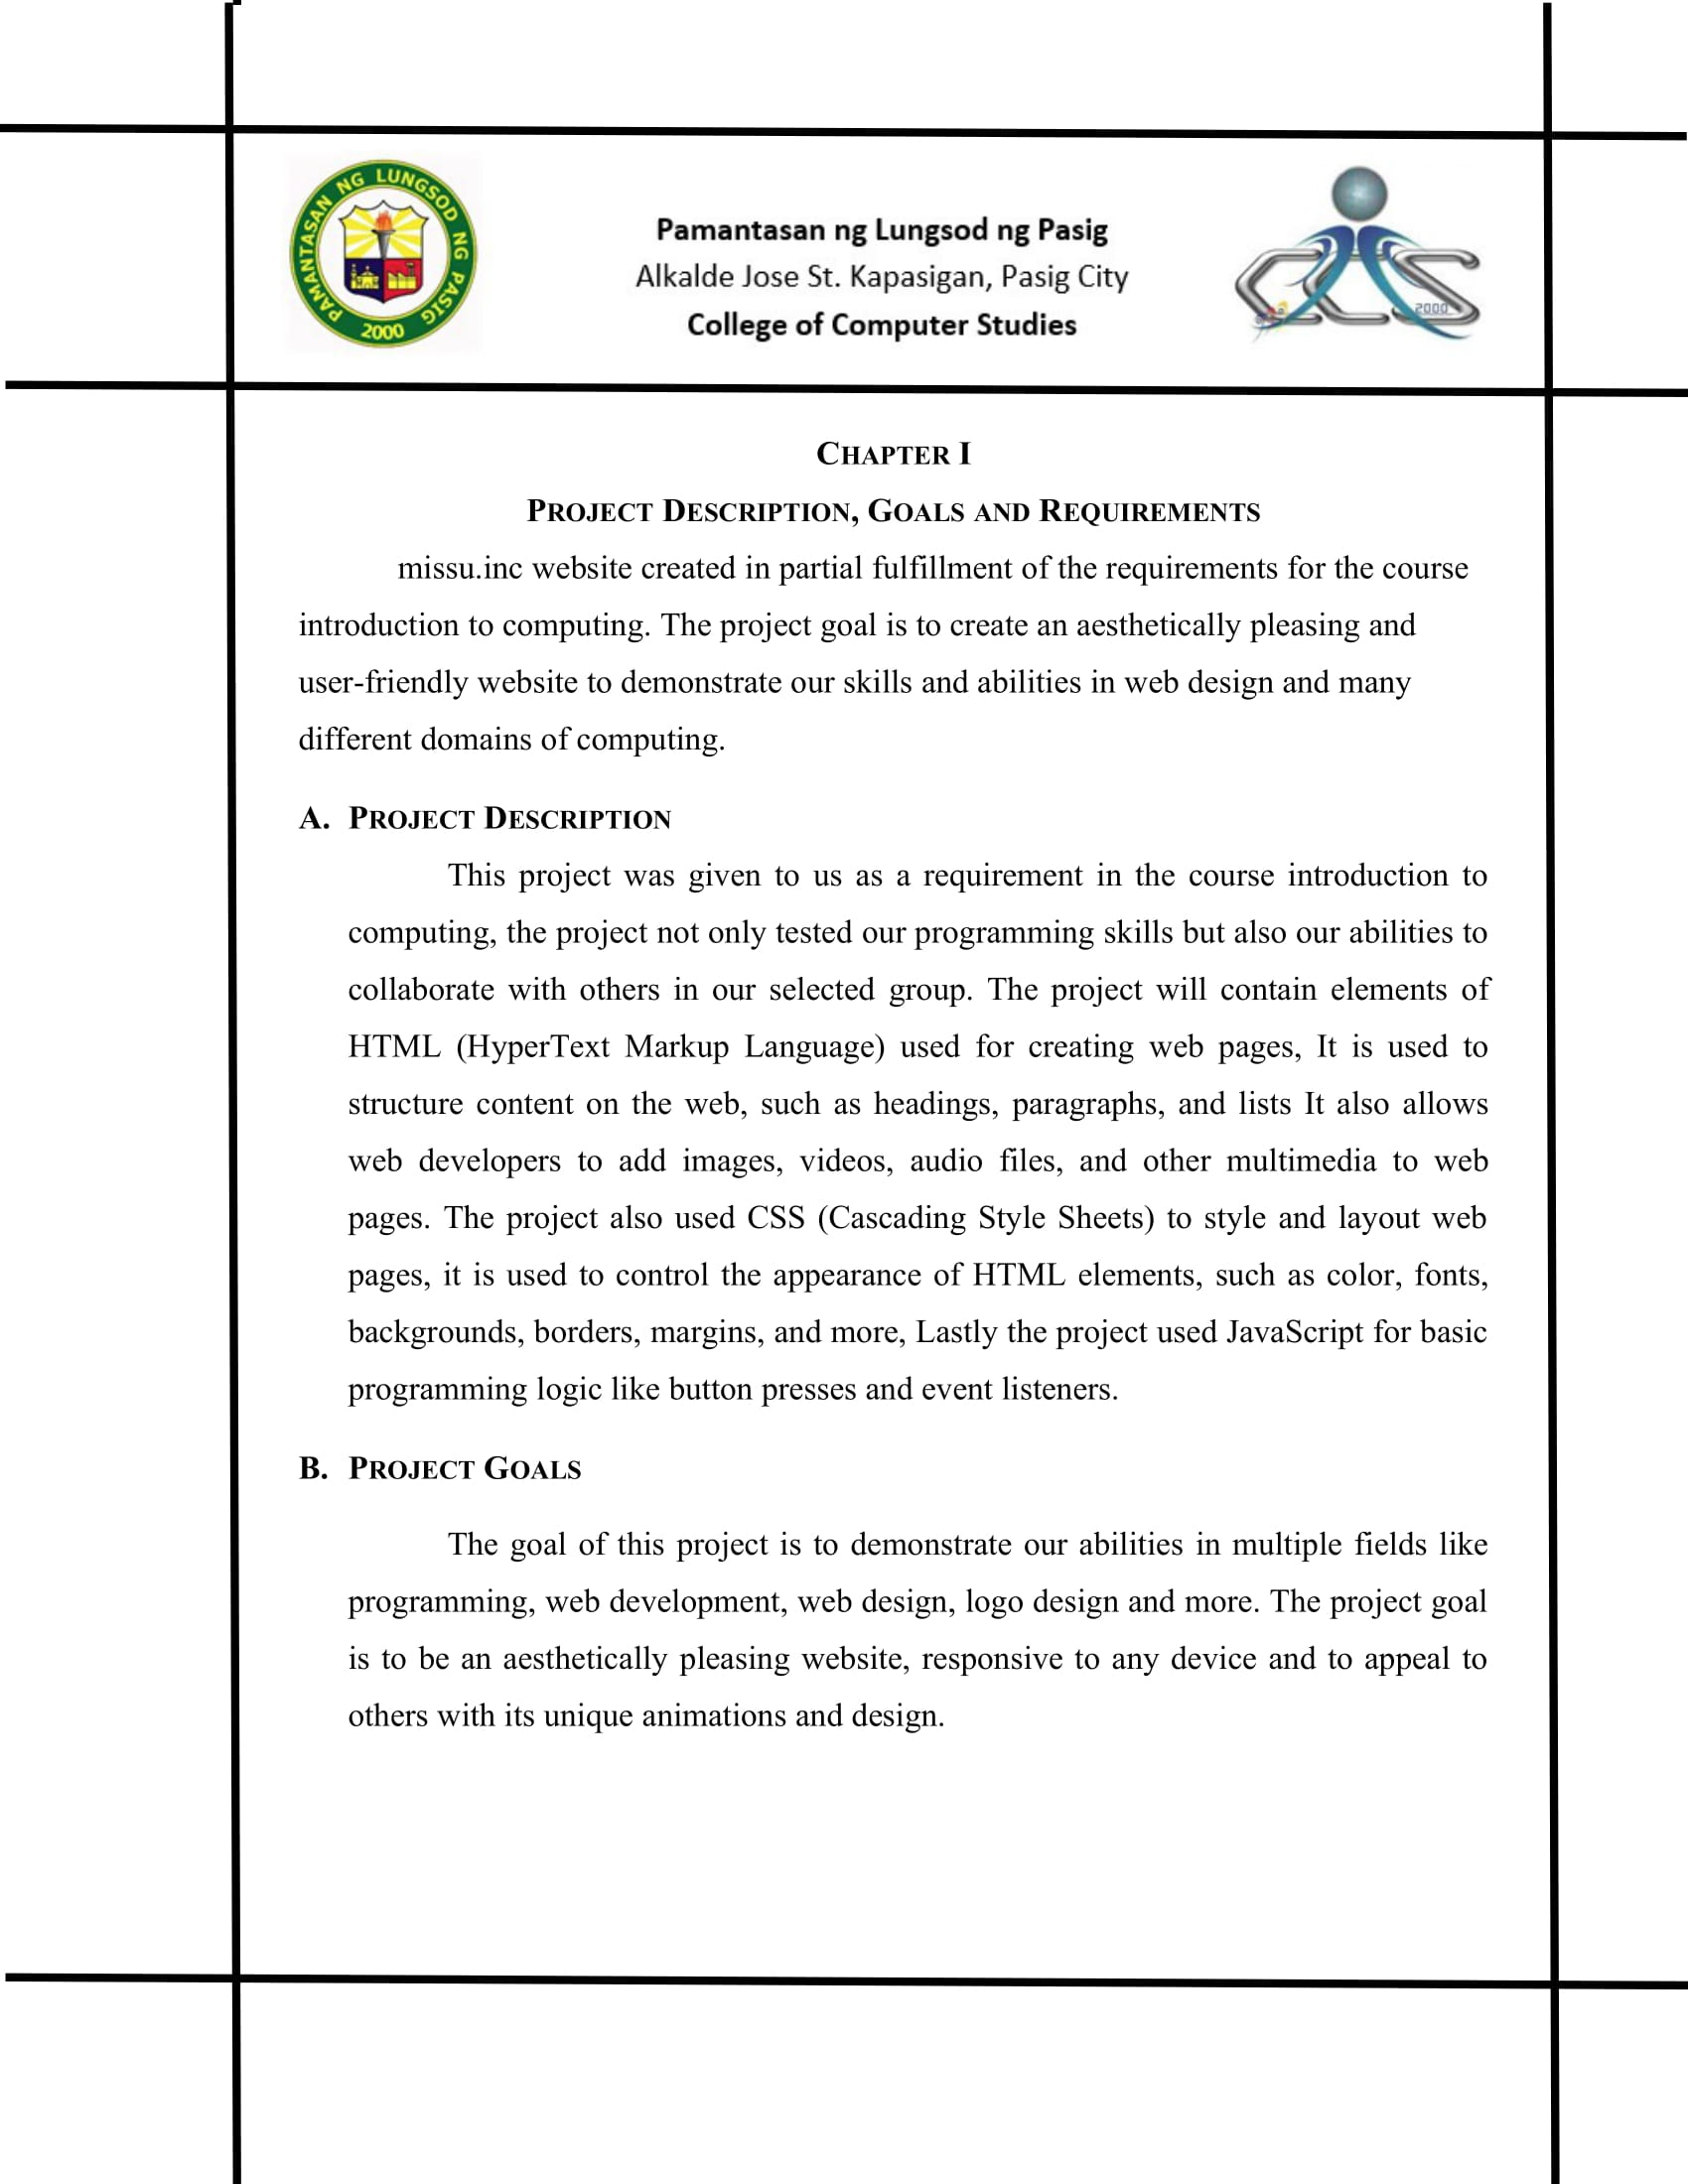 PAMANTASAN NG LUNGSOD NG PASIG
2000
Pamantasan ng Lungsod ng Pasig
Alkalde Jose St. Kapasigan, Pasig City
College of Computer Studies
CCS
2000
CHAPTER I
PROJECT DESCRIPTION, GOALS AND REQUIREMENTS
missu.inc website created in partial fulfillment of the requirements for the course
introduction to computing. The project goal is to create an aesthetically pleasing and
user-friendly website to demonstrate our skills and abilities in web design and many
different domains of computing.
A. PROJECT DESCRIPTION
This project was given to us as a requirement in the course introduction to
computing, the project not only tested our programming skills but also our abilities to
collaborate with others in our selected group. The project will contain elements of
HTML (HyperText Markup Language) used for creating web pages, It is used to
structure content on the web, such as headings, paragraphs, and lists It also allows
web developers to add images, videos, audio files, and other multimedia to web
pages. The project also used CSS (Cascading Style Sheets) to style and layout web
pages, it is used to control the appearance of HTML elements, such as color, fonts,
backgrounds, borders, margins, and more, Lastly the project used JavaScript for basic
programming logic like button presses and event listeners.
B. PROJECT GOALS
The goal of this project is to demonstrate our abilities in multiple fields like
programming, web development, web design, logo design and more. The project goal
is to be an aesthetically pleasing website, responsive to any device and to appeal to
others with its unique animations and design.